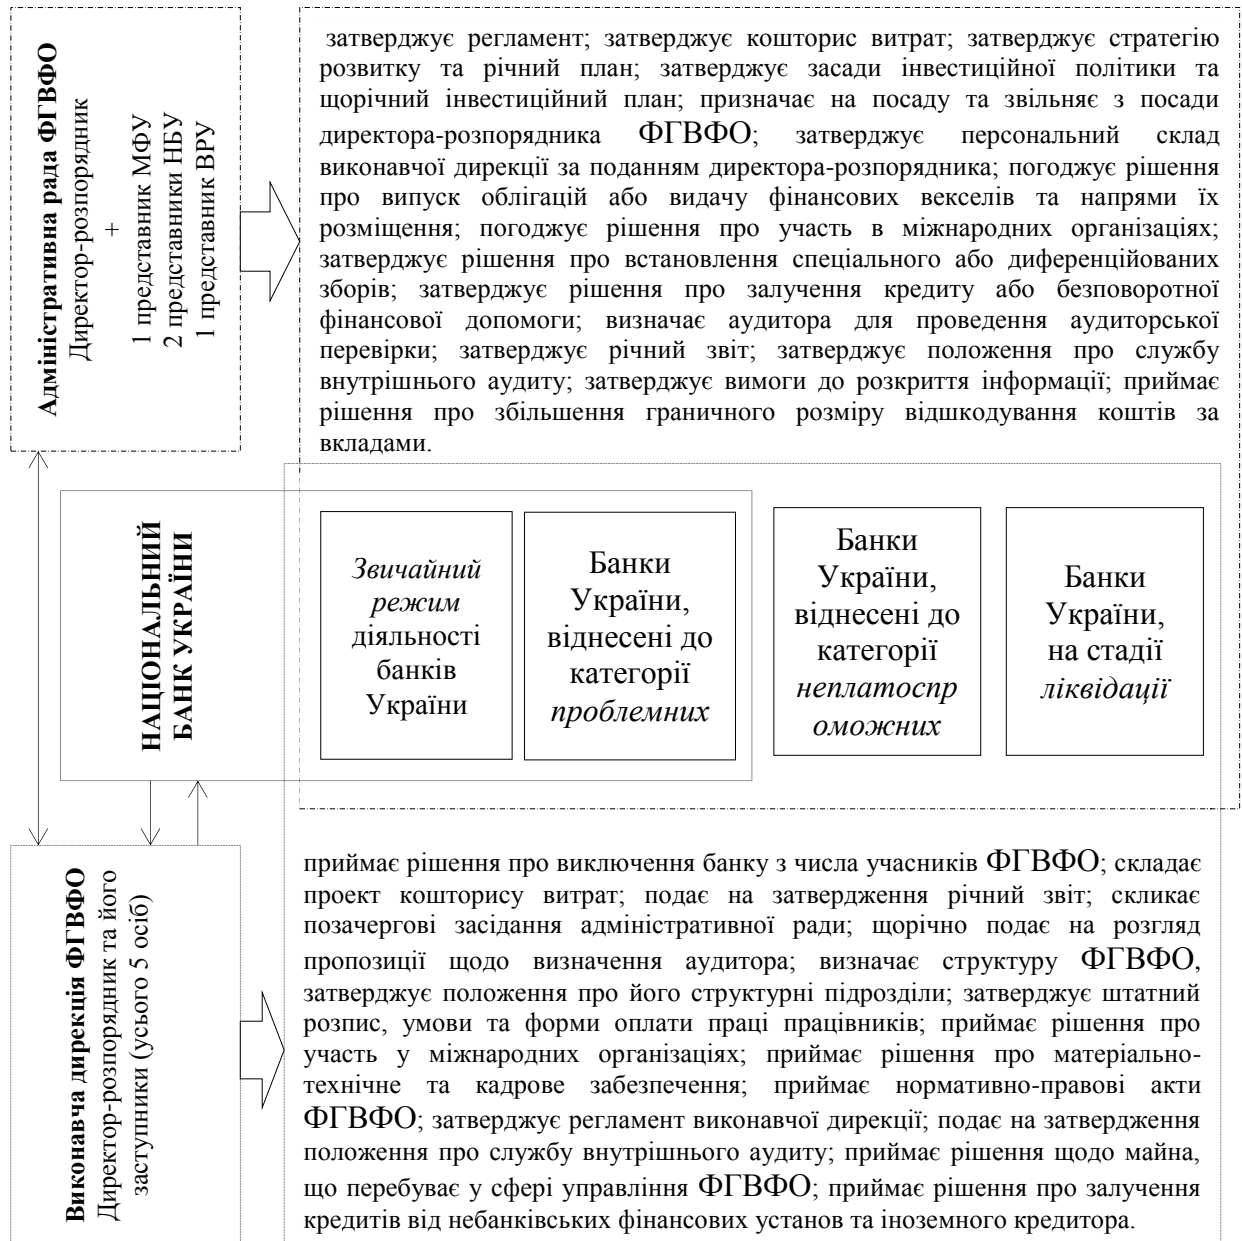 Адміністративна рада ФГВФО
Директор-розпорядник
+
1 представник МФУ
2 представники НБУ
1 представник ВРУ
затверджує регламент; затверджує кошторис витрат; затверджує стратегію
розвитку та річний план; затверджує засади інвестиційної політики та
щорічний інвестиційний план; призначає на посаду та звільняє з посади
директора-розпорядника ФГВФО; затверджує персональний склад
виконавчої дирекції за поданням директора-розпорядника; погоджує рішення
про випуск облігацій або видачу фінансових векселів та напрями їх
розміщення; погоджує рішення про участь в міжнародних організаціях;
затверджує рішення про встановлення спеціального або диференційованих
зборів; затверджує рішення про залучення кредиту або безповоротної
фінансової допомоги; визначає аудитора для проведення аудиторської
перевірки; затверджує річний звіт; затверджує положення про службу
внутрішнього аудиту; затверджує вимоги до розкриття інформації; приймає
рішення про збільшення граничного розміру відшкодування коштів за
вкладами.
НАЦІОНАЛЬНИЙ
БАНК УКРАЇНИ
Звичайний
режим
діяльності
банків
України
Банки
України,
віднесені до
категорії
проблемних
Банки
України,
віднесені до
категорії
неплатоспр
оможних
Банки
України,
на стадії
ліквідації
Виконавча дирекція ФГВФО
Директор-розпорядник та його
заступники (усього 5 осіб)
приймає рішення про виключення банку з числа учасників ФГВФО; складає
проект кошторису витрат; подає на затвердження річний звіт; скликає
позачергові засідання адміністративної ради; щорічно подає на розгляд
пропозиції щодо визначення аудитора; визначає структуру ФГВФО,
затверджує положення про його структурні підрозділи; затверджує штатний
розпис, умови та форми оплати праці працівників; приймає рішення про
участь у міжнародних організаціях; приймає рішення про матеріально-
технічне та кадрове забезпечення; приймає нормативно-правові акти
ФГВФО; затверджує регламент виконавчої дирекції; подає на затвердження
положення про службу внутрішнього аудиту; приймає рішення щодо майна,
що перебуває у сфері управління ФГВФО; приймає рішення про залучення
кредитів від небанківських фінансових установ та іноземного кредитора.